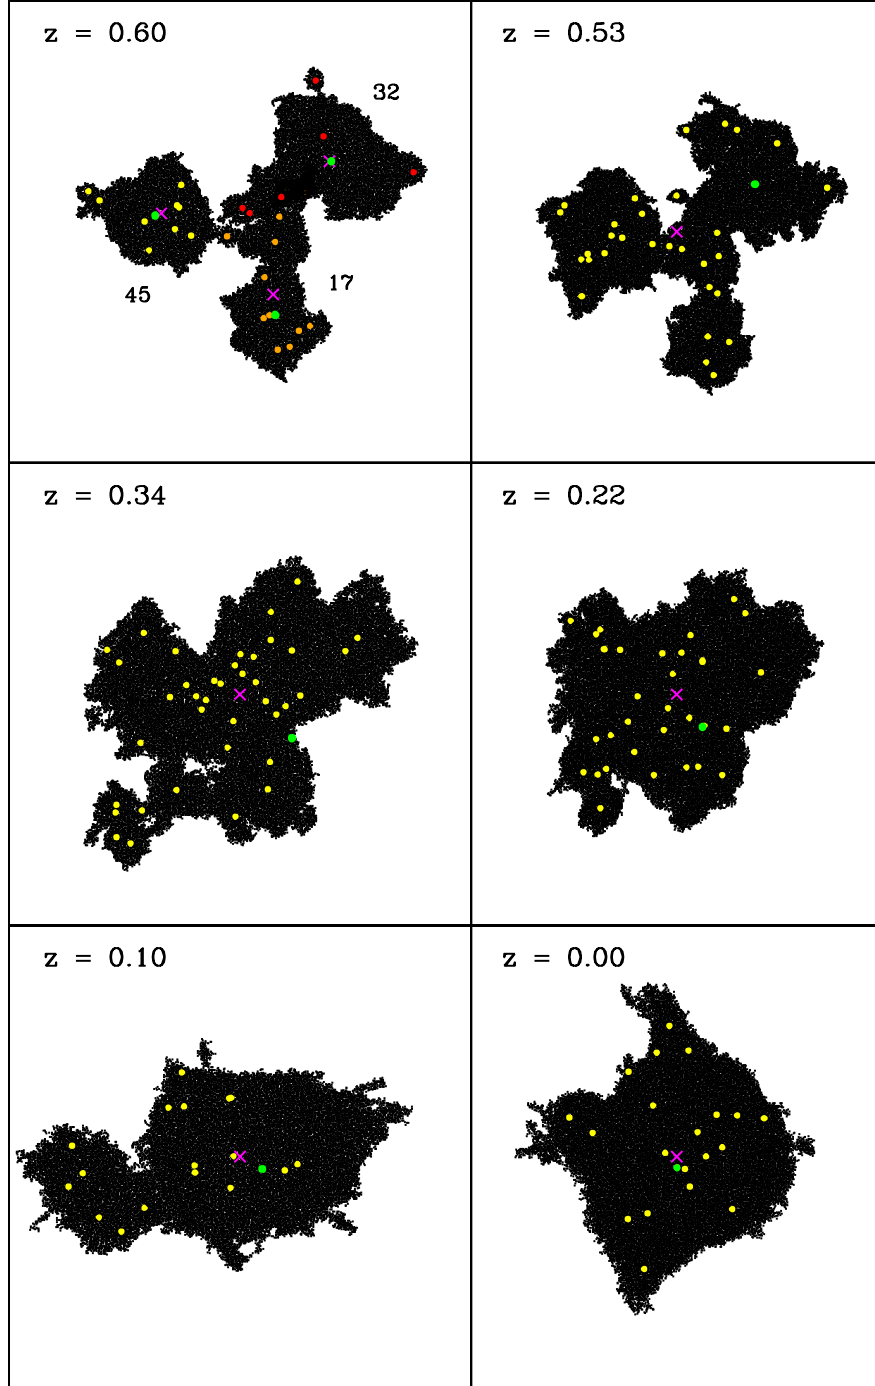 z = 0.60
32
45
17
z = 0.53
z = 0.34
z = 0.22
z = 0.10
z = 0.00